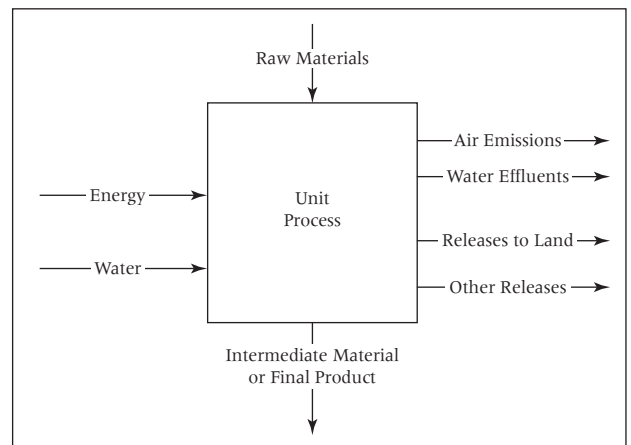 Raw Materials
Air Emissions
Water Effluents
Energy
Unit
Process
Releases to Land
Water
Other Releases
Intermediate Material
or Final Product